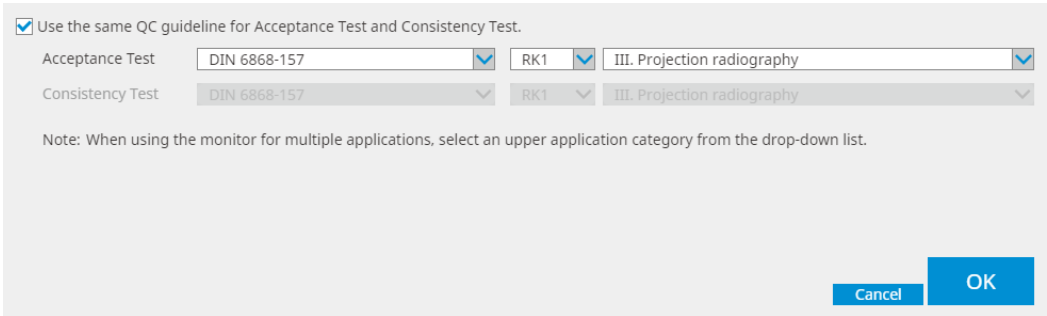 Use the same QC guideline for Acceptance Test and Consistency Test.
Acceptance Test DIN 6868-157 RK1 III. Projection radiography
Consistency Test DIN 6868-157 RK1 III. Projection radiography
Note: When using the monitor for multiple applications, select an upper application category from the drop-down list.
Cancel OK